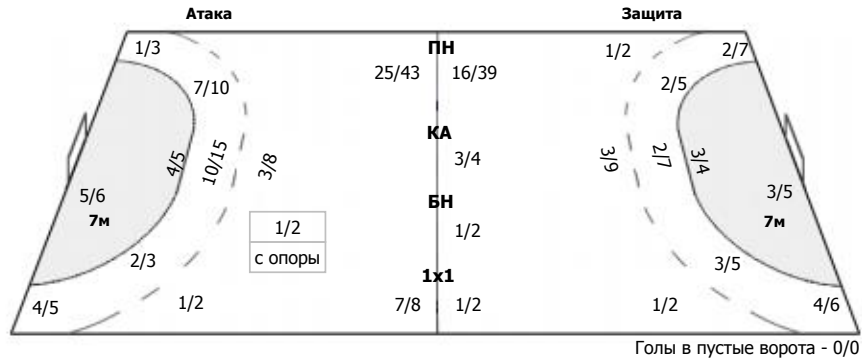 Атака Защита
1/3 ПН 1/2 2/7
25/43 16/39
7/10 2/5
КА
4/5 10/15 3/8 3/4 3/9 2/7 3/4
5/6 3/5
7м БН 7м
1/2 1/2
с опоры
2/3 3/5
1x1
4/5 1/2 7/8 1/2 1/2 4/6
Голы в пустые ворота - 0/0